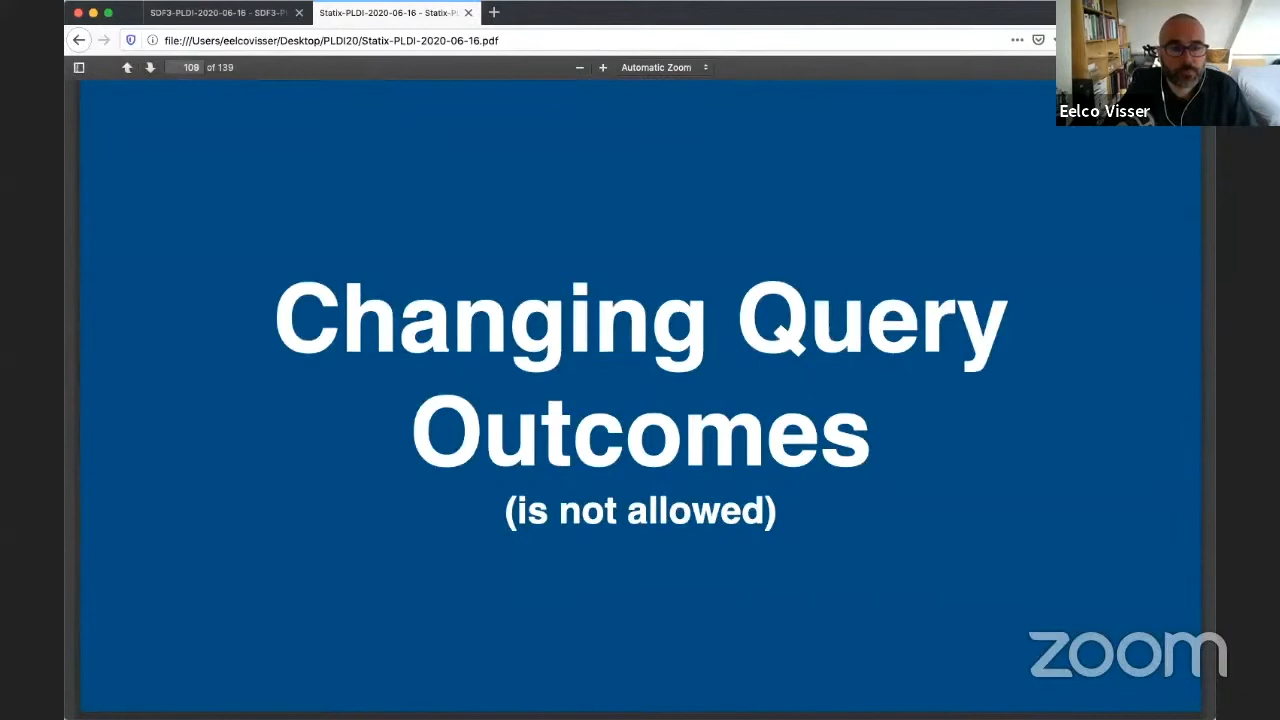 SDF3-PLDI-2020-06-16 - SDF3-P
Statix-PLDI-2020-06-16 - Statix-P
file:///Users/eelcovisser/Desktop/PLDI20/Statix-PLDI-2020-06-16.pdf
108 of 139
Automatic Zoom
Eelco Visser
Changing Query
Outcomes
(is not allowed)
zoom